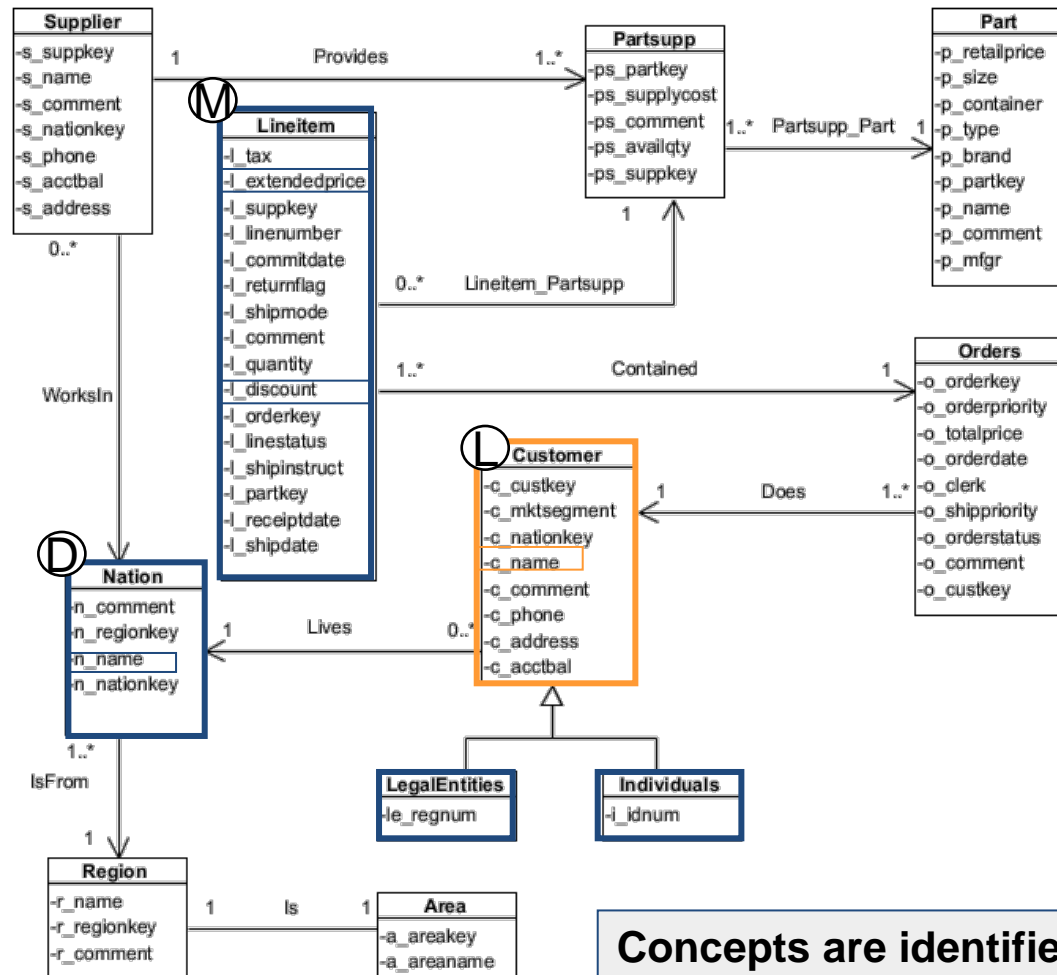 Supplier
-s_suppkey
-s_name
-s_comment
-s_nationkey
-s_phone
-s_acctbal
-s_address
1
Provides
1..*
Partsupp
-ps_partkey
-ps_supplycost
-ps_comment
-ps_availqty
-ps_suppkey
1..*
Partsupp_Part
1
Part
-p_retailprice
-p_size
-p_container
-p_type
-p_brand
-p_partkey
-p_name
-p_comment
-p_mfgr
M
Lineitem
-l_tax
-l_extendedprice
-l_suppkey
-l_linenumber
-l_commitdate
-l_returnflag
-l_shipmode
-l_comment
-l_quantity
-l_discount
-l_orderkey
-l_linestatus
-l_shipinstruct
-l_partkey
-l_receiptdate
-l_shipdate
0..*
Lineitem_Partsupp
1
1..*
Contained
1
Orders
-o_orderkey
-o_orderpriority
-o_totalprice
-o_orderdate
-o_clerk
-o_shippriority
-o_orderstatus
-o_comment
-o_custkey
0..*
WorksIn
L
Customer
-c_custkey
-c_mktsegment
-c_nationkey
-c_name
-c_comment
-c_phone
-c_address
-c_acctbal
1
Does
1..*
D
Nation
-n_comment
-n_regionkey
-n_name
-n_nationkey
1
Lives
0..*
LegalEntities
-le_regnum
Individuals
-i_idnum
1..*
IsFrom
1
Region
-r_name
-r_regionkey
-r_comment
1
Is
1
Area
-a_areakey
-a_areaname
Concepts are identifie